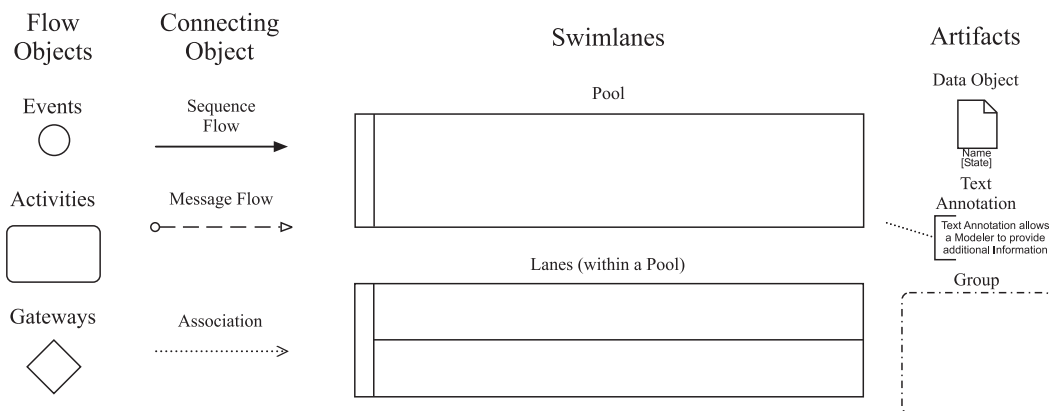 Flow
Objects
Events
Activities
Gateways
Connecting
Object
Sequence
Flow
Message Flow
Association
Swimlanes
Pool
Lanes (within a Pool)
Artifacts
Data Object
Name
[State]
Text
Annotation
Text Annotation allows
a Modeler to provide
additional Information
Group